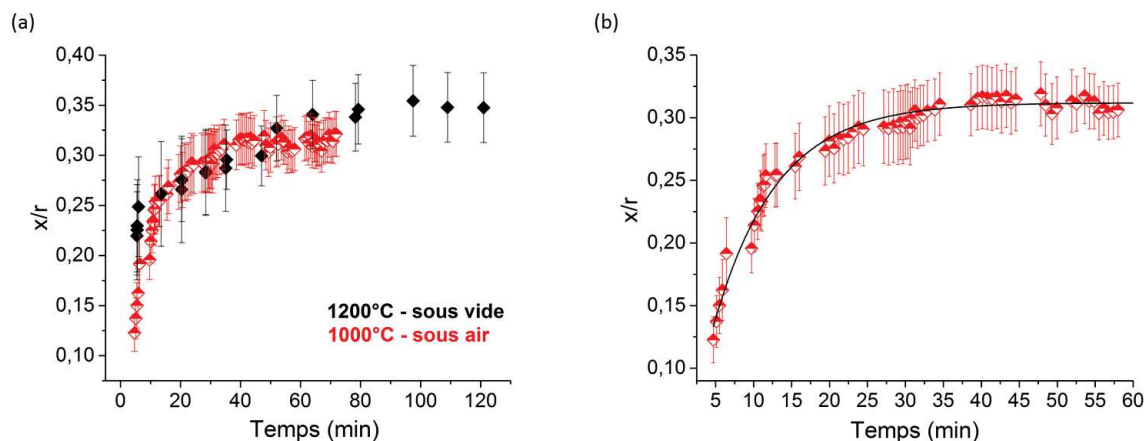 (a)
0,40
0,35
0,30
0,25
0,20
0,15
0,10
x/r
1200°C - sous vide
1000°C - sous air
0 20 40 60 80 100 120
Temps (min)
(b)
0,35
0,30
0,25
0,20
0,15
0,10
x/r
5 10 15 20 25 30 35 40 45 50 55 60
Temps (min)